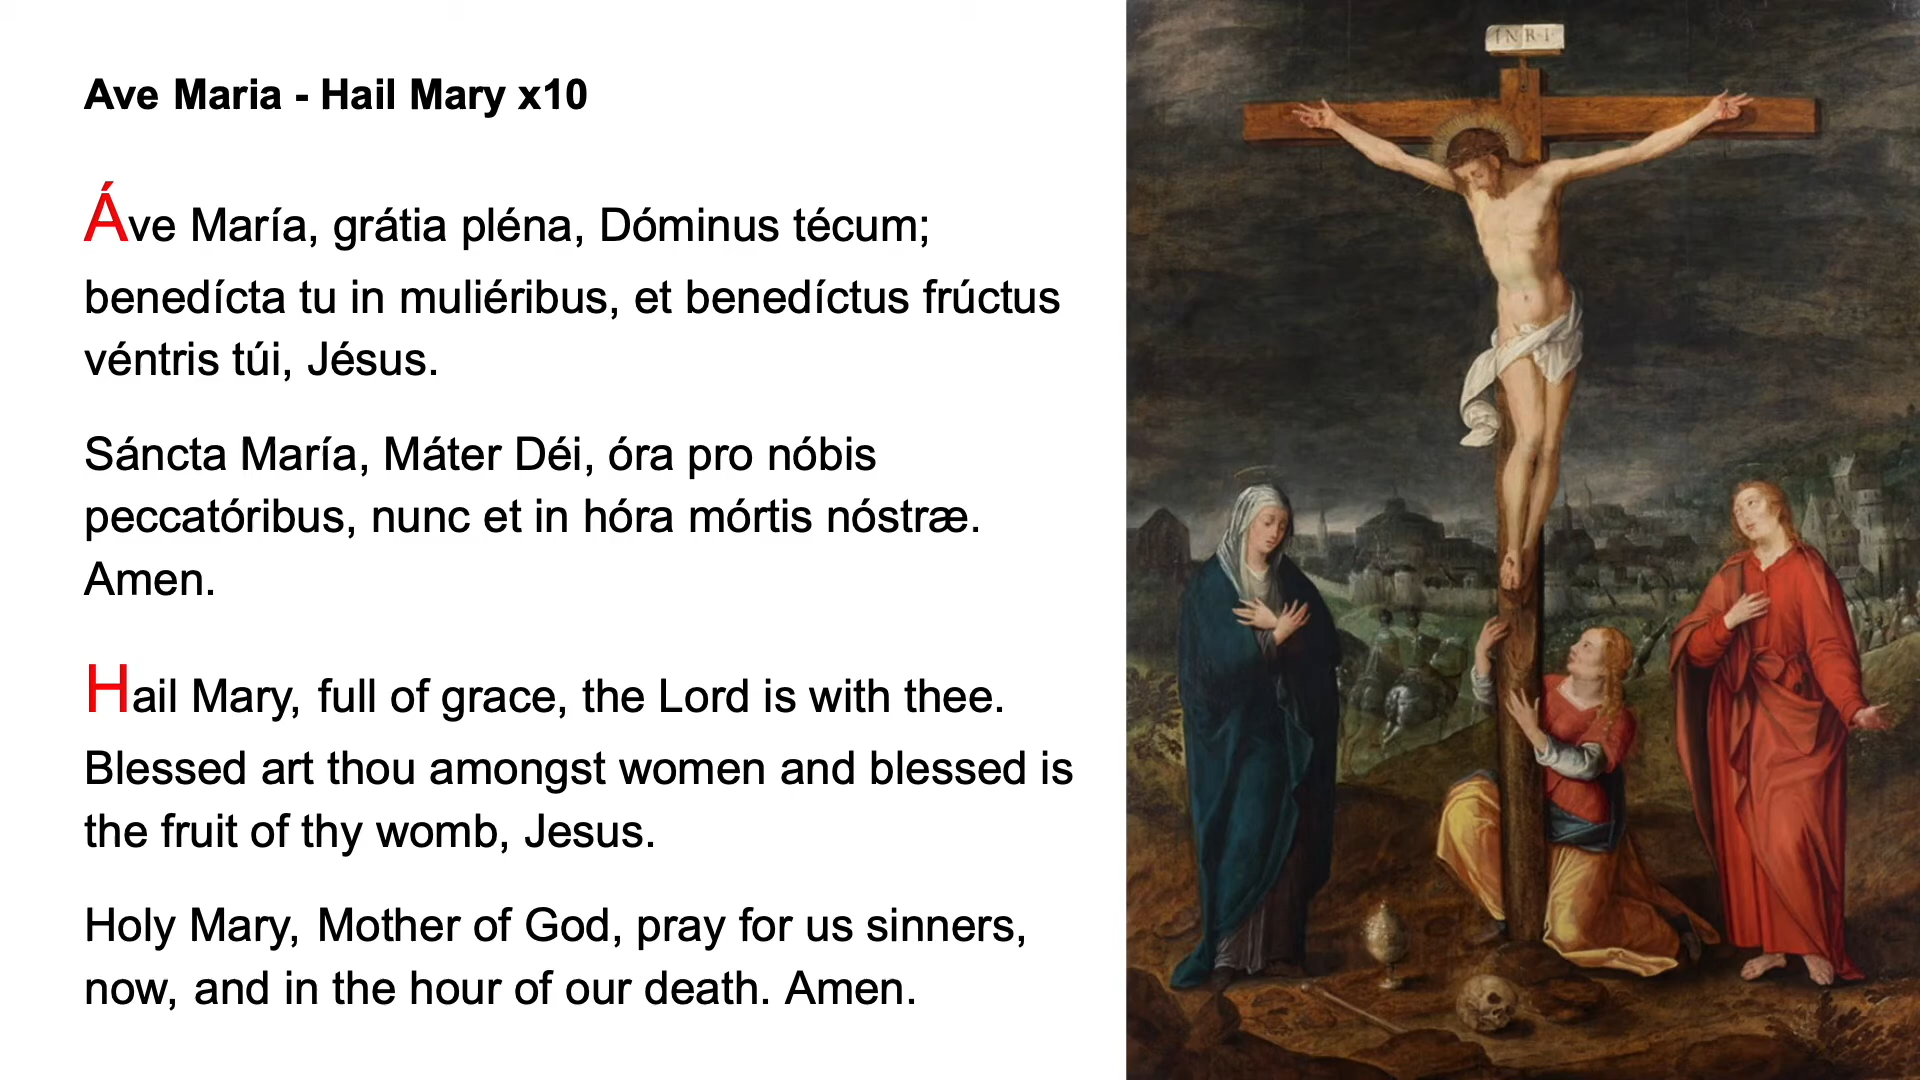 Ave Maria - Hail Mary x10
Áve María, grátia pléna, Dóminus técum;
benedícta tu in muliéribus, et benedíctus frúctus
véntris túi, Jésus.
Sáncta María, Máter Déi, óra pro nóbis
peccatóribus, nunc et in hóra mórtis nóstræ.
Amen.
Hail Mary, full of grace, the Lord is with thee.
Blessed art thou amongst women and blessed is
the fruit of thy womb, Jesus.
Holy Mary, Mother of God, pray for us sinners,
now, and in the hour of our death. Amen.
INRI